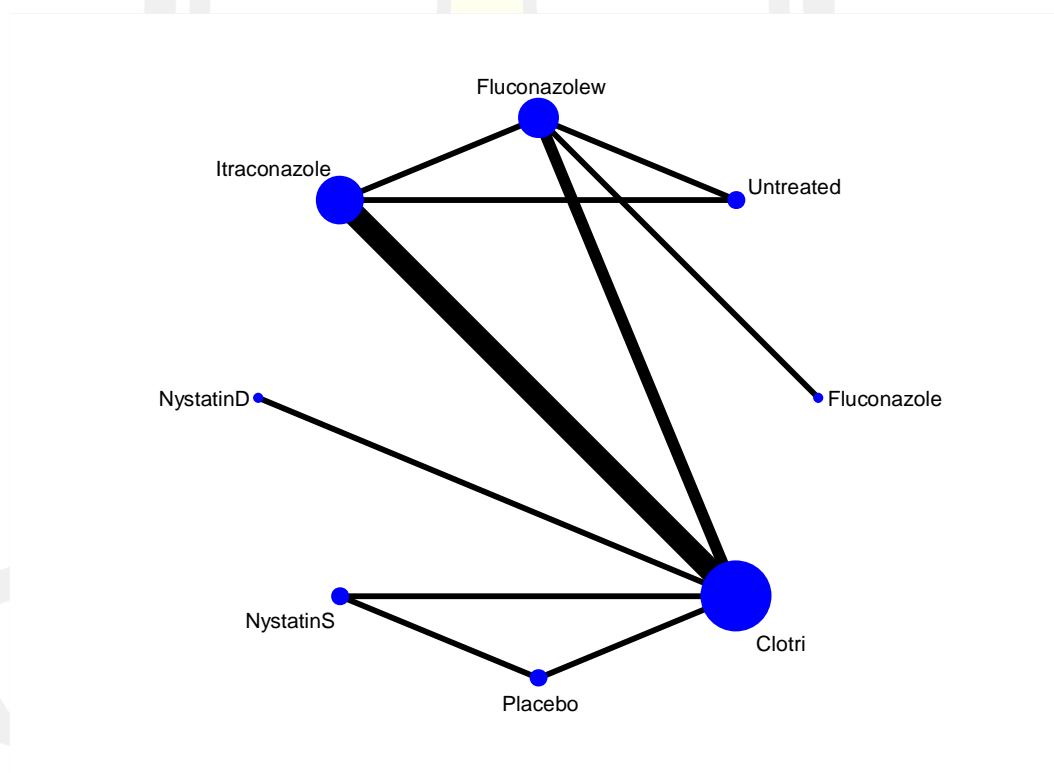 Fluconazolew
Itraconazole
Untreated
NystatinD
Fluconazole
NystatinS
Clotri
Placebo